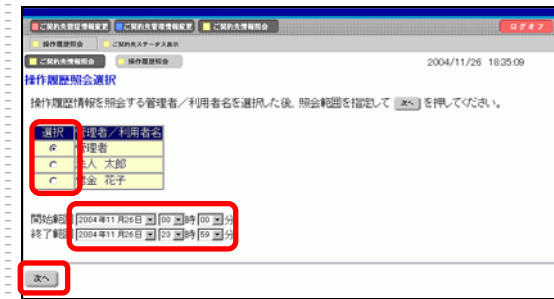 ご契約先登録情報変更 ご契約先管理情報変更 ご契約先情報照会 ログオフ
操作履歴照会 ご契約先ステータス表示
ご契約先情報照会 操作履歴照会 2004/11/26 18:35:09
操作履歴照会選択
操作履歴情報を照会する管理者／利用者名を選択した後、照会範囲を指定して 次へ を押してください。
選択 管理者／利用者名
管理者
法人 太郎
信金 花子
開始範囲 2004年11月26日 00 時 00 分
終了範囲 2004年11月26日 23 時 59 分
次へ